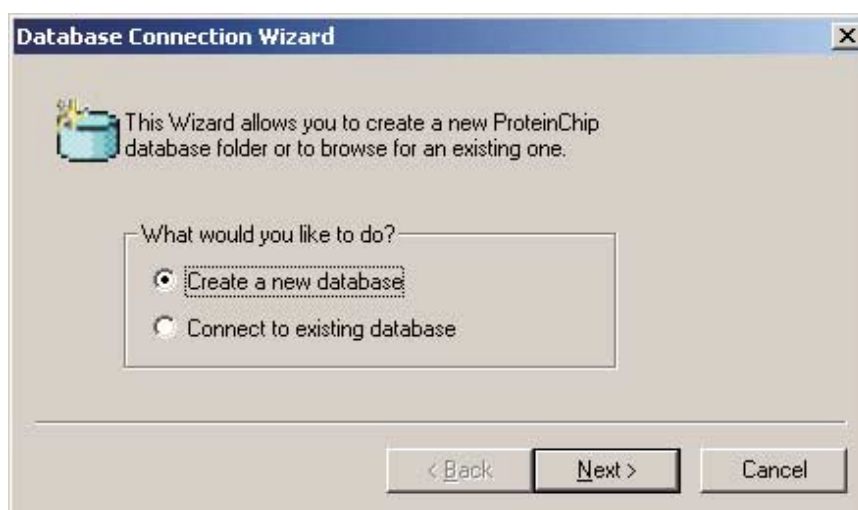 Database Connection Wizard
This Wizard allows you to create a new ProteinChip
database folder or to browse for an existing one.
What would you like to do?
Create a new database
Connect to existing database
< Back
Next >
Cancel